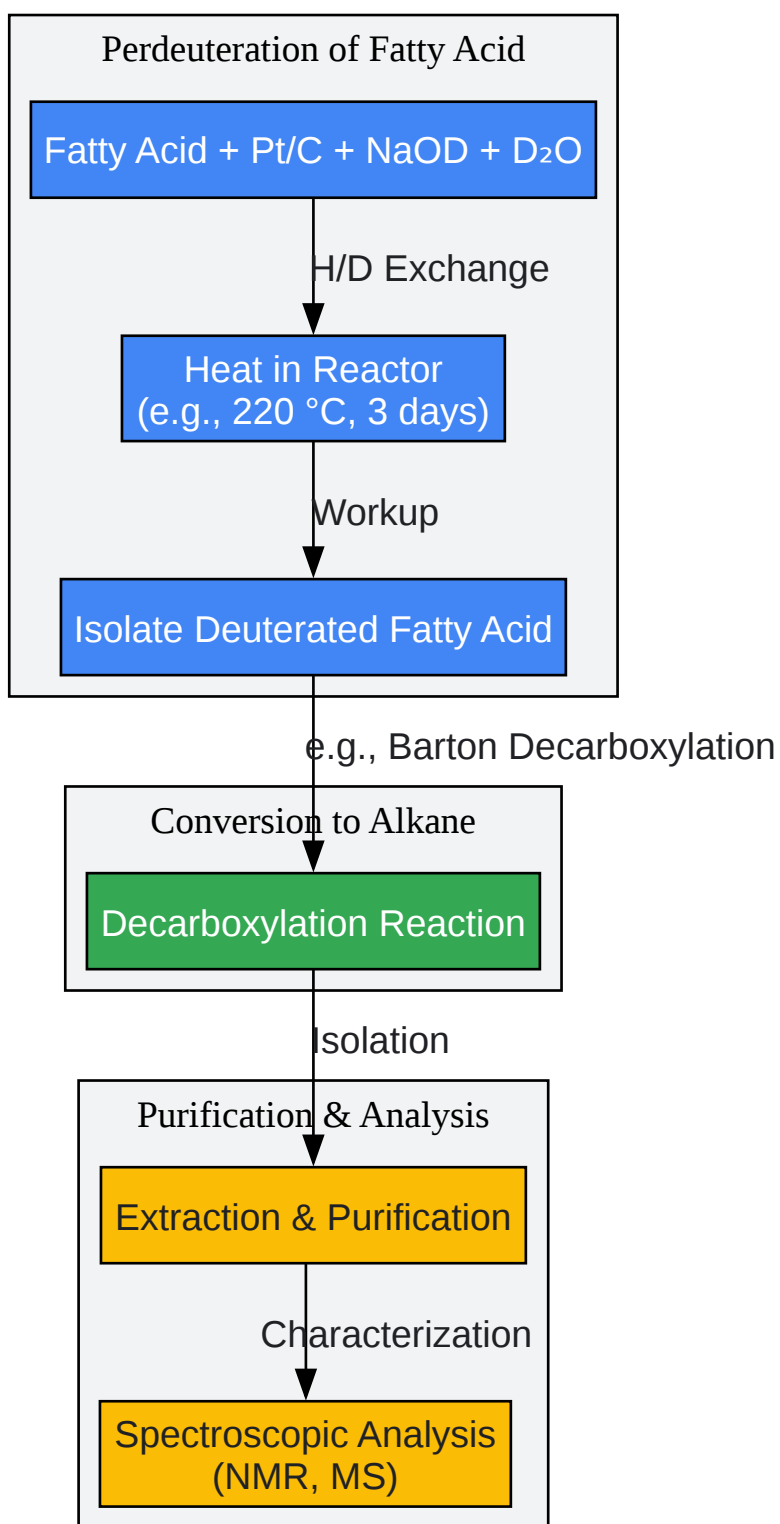 Perdeuteration of Fatty Acid
Fatty Acid + Pt/C + NaOD + D₂O
H/D Exchange
Heat in Reactor
(e.g., 220 °C, 3 days)
Workup
Isolate Deuterated Fatty Acid
e.g., Barton Decarboxylation
Conversion to Alkane
Decarboxylation Reaction
Isolation
Purification & Analysis
Extraction & Purification
Characterization
Spectroscopic Analysis
(NMR, MS)